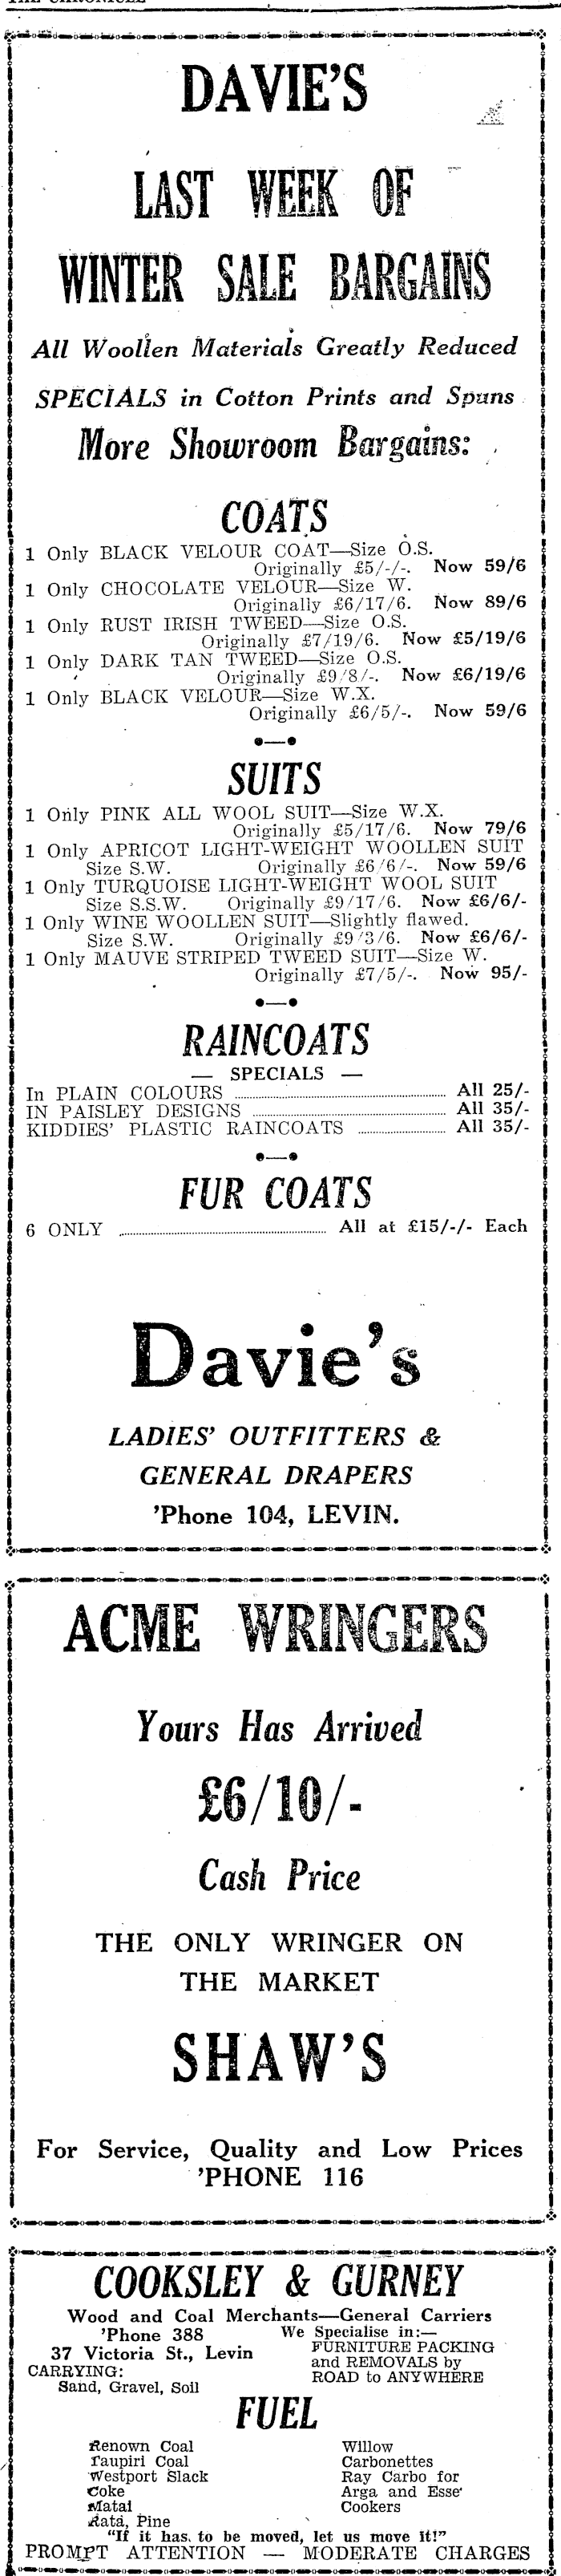 THE CHRONICLE
DAVIE'S
LAST WEEK OF
WINTER SALE BARGAINS
All Woollen Materials Greatly Reduced
SPECIALS in Cotton Prints and Spuns
More Showroom Bargains:
COATS
1 Only BLACK VELOUR COAT—Size O.S.
Originally £5/-/-. Now 59/6
1 Only CHOCOLATE VELOUR—Size W.
Originally £6/17/6. Now 89/6
1 Only RUST IRISH TWEED—Size O.S.
Originally £7/19/6. Now £5/19/6
1 Only DARK TAN TWEED—Size O.S.
Originally £9/8/-. Now £6/19/6
1 Only BLACK VELOUR—Size W.X.
Originally £6/5/-. Now 59/6
SUITS
1 Only PINK ALL WOOL SUIT—Size W.X.
Originally £5/17/6. Now 79/6
1 Only APRICOT LIGHT-WEIGHT WOOLLEN SUIT
Size S.W. Originally £6/6/-. Now 59/6
1 Only TURQUOISE LIGHT-WEIGHT WOOL SUIT
Size S.S.W. Originally £9/17/6. Now £6/6/-
1 Only WINE WOOLLEN SUIT—Slightly flawed.
Size S.W. Originally £9/3/6. Now £6/6/-
1 Only MAUVE STRIPED TWEED SUIT—Size W.
Originally £7/5/-. Now 95/-
RAINCOATS
— SPECIALS —
In PLAIN COLOURS ........ All 25/-
IN PAISLEY DESIGNS ........ All 35/-
KIDDIES' PLASTIC RAINCOATS ........ All 35/-
FUR COATS
6 ONLY ........ All at £15/-/- Each
Davie's
LADIES' OUTFITTERS &
GENERAL DRAPERS
'Phone 104, LEVIN.
ACME WRINGERS
Yours Has Arrived
£6/10/-
Cash Price
THE ONLY WRINGER ON
THE MARKET
SHAW'S
For Service, Quality and Low Prices
'PHONE 116
COOKSLEY & GURNEY
Wood and Coal Merchants—General Carriers
'Phone 388
37 Victoria St., Levin
CARRYING:
Sand, Gravel, Soil
We Specialise in:—
FURNITURE PACKING
and REMOVALS by
ROAD to ANYWHERE
FUEL
Renown Coal
Taupiri Coal
Westport Slack
Coke
Matai
Rata, Pine
Willow
Carbonettes
Ray Carbo for
Arga and Esse
Cookers
"If it has to be moved, let us move it!"
PROMPT ATTENTION — MODERATE CHARGES